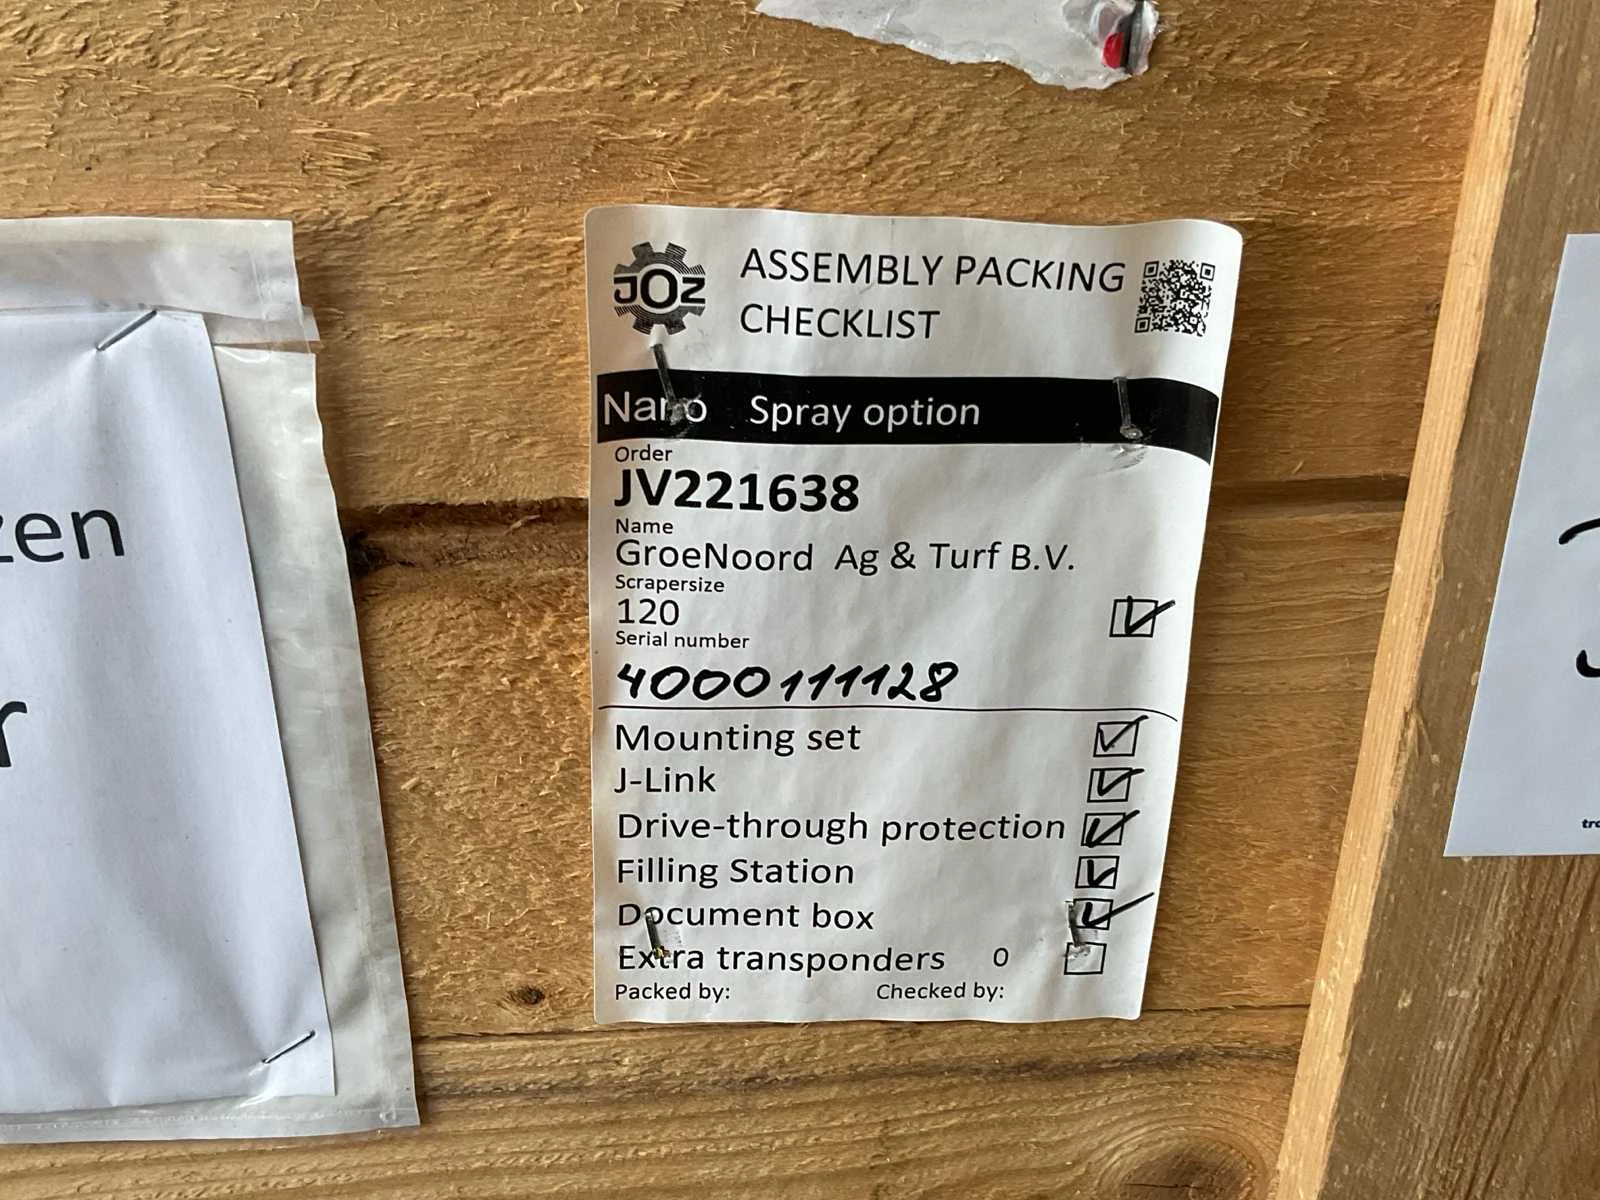 JOZ
ASSEMBLY PACKING
CHECKLIST
Nano Spray option
Order
JV221638
Name
GroeNoord Ag & Turf B.V.
Scrapersize
120
Serial number
4000111128
Mounting set
J-Link
Drive-through protection
Filling Station
Document box
Extra transponders 0
Packed by: Checked by:
zen
r